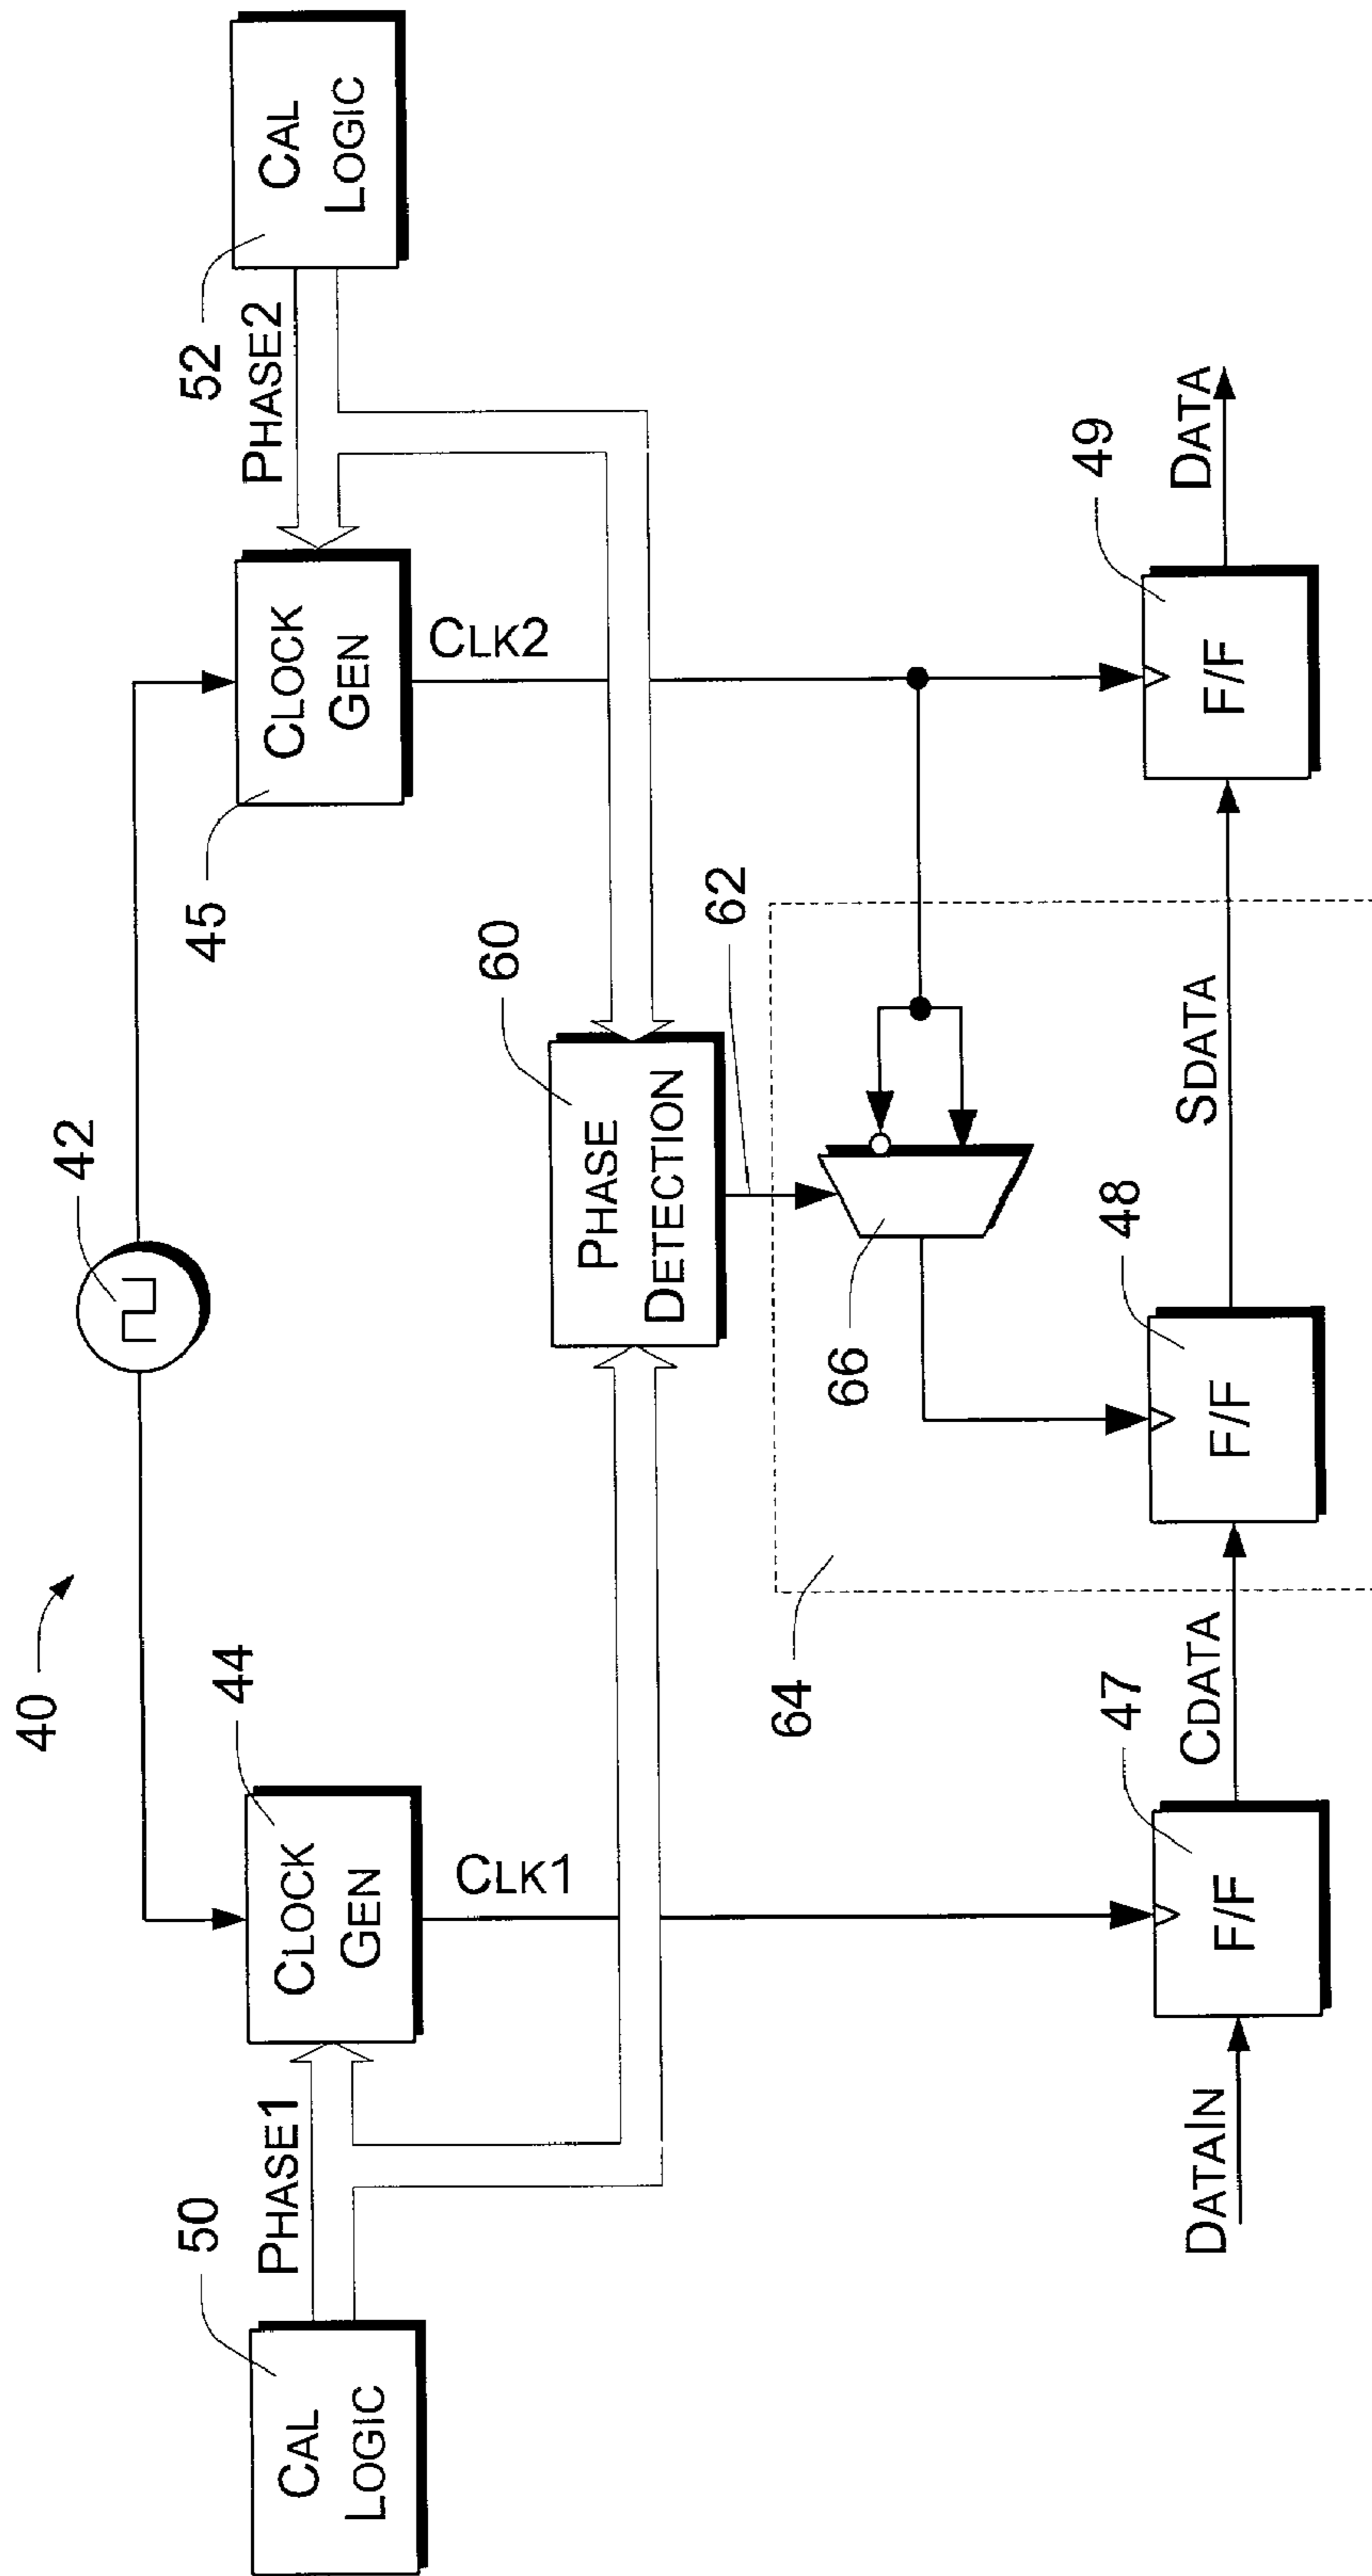 40
42
50
CAL
LOGIC
PHASE1
44
CLOCK
GEN
CLK1
45
CLOCK
GEN
CLK2
PHASE2
52
CAL
LOGIC
60
PHASE
DETECTION
62
64
66
DATAIN
47
F/F
CDATA
48
F/F
SDATA
49
F/F
DATA